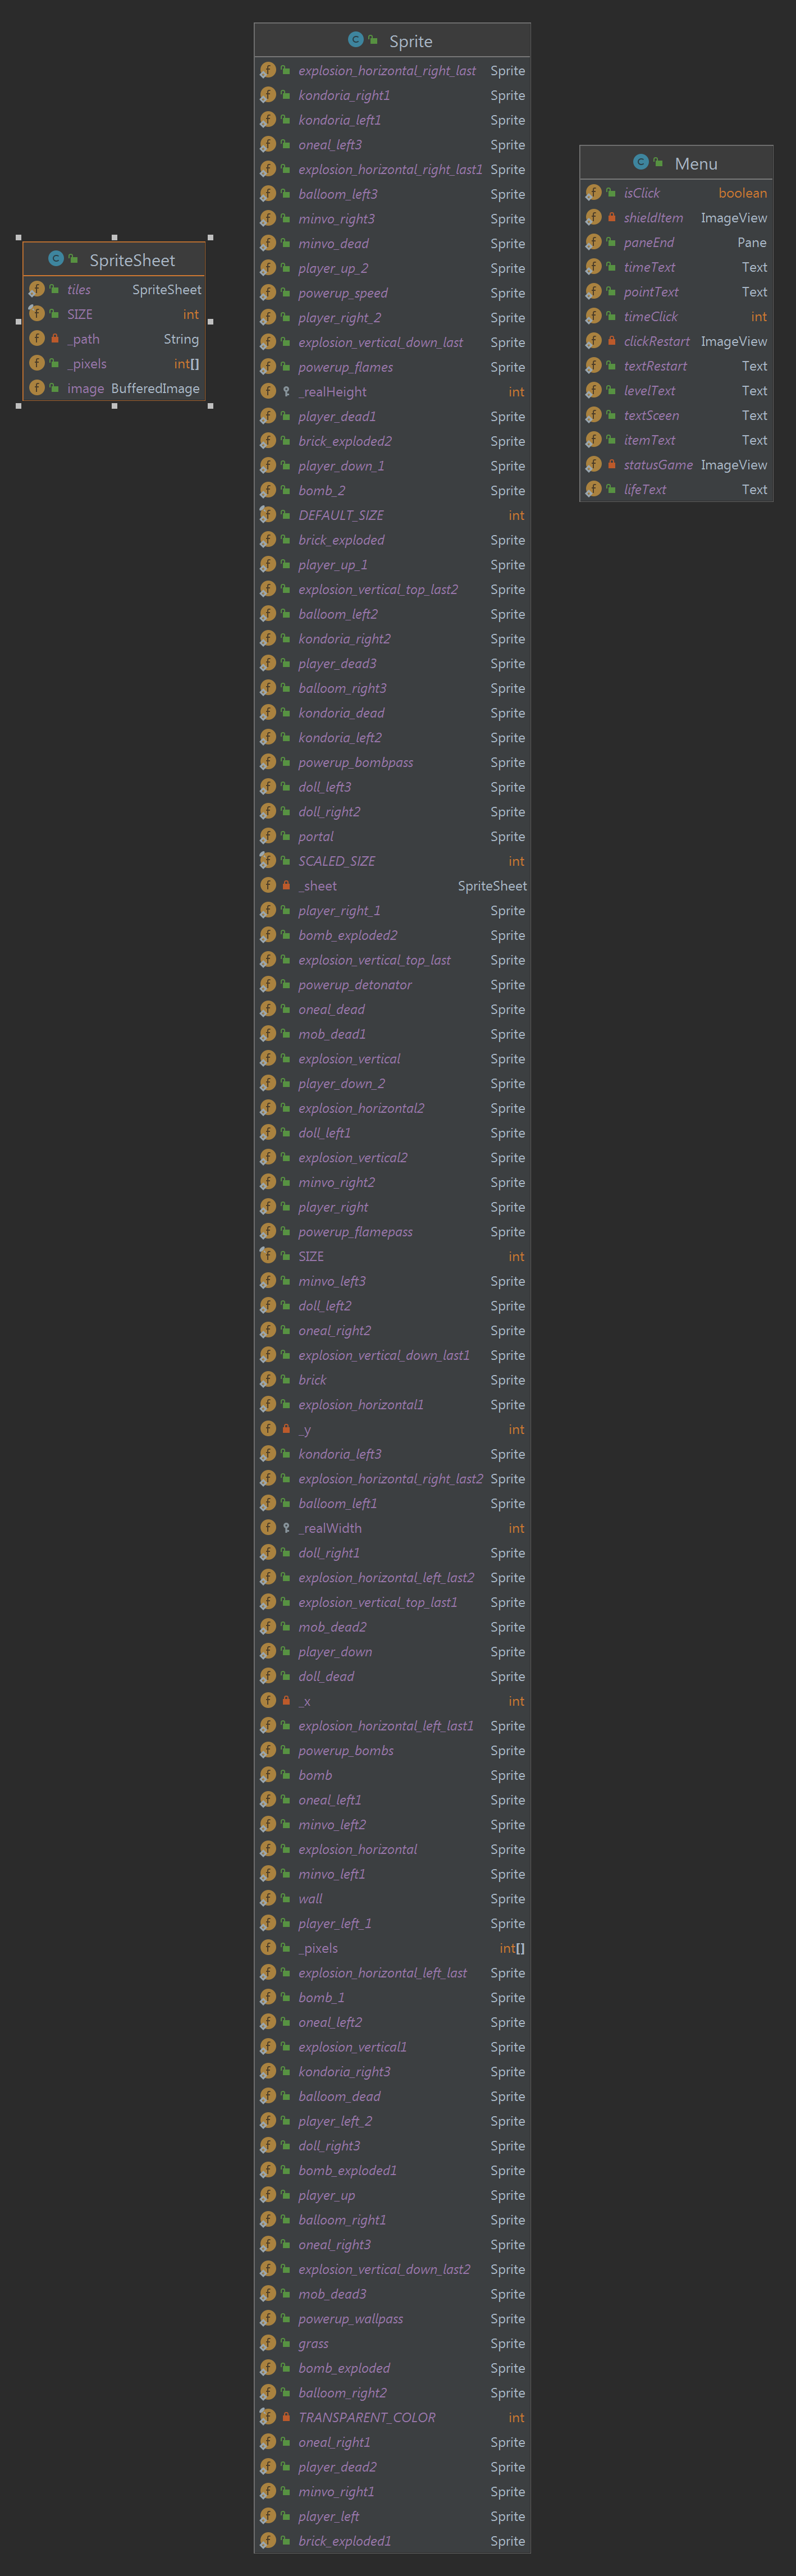 SpriteSheet
tiles SpriteSheet
SIZE int
_path String
_pixels int[]
image BufferedImage
Sprite
explosion_horizontal_right_last Sprite
kondoria_right1 Sprite
kondoria_left1 Sprite
oneal_left3 Sprite
explosion_horizontal_right_last1 Sprite
balloom_left3 Sprite
minvo_right3 Sprite
minvo_dead Sprite
player_up_2 Sprite
powerup_speed Sprite
player_right_2 Sprite
explosion_vertical_down_last Sprite
powerup_flames Sprite
_realHeight int
player_dead1 Sprite
brick_exploded2 Sprite
player_down_1 Sprite
bomb_2 Sprite
DEFAULT_SIZE int
brick_exploded Sprite
player_up_1 Sprite
explosion_vertical_top_last2 Sprite
balloom_left2 Sprite
kondoria_right2 Sprite
player_dead3 Sprite
balloom_right3 Sprite
kondoria_dead Sprite
kondoria_left2 Sprite
powerup_bombpass Sprite
doll_left3 Sprite
doll_right2 Sprite
portal Sprite
SCALED_SIZE int
_sheet SpriteSheet
player_right_1 Sprite
bomb_exploded2 Sprite
explosion_vertical_top_last Sprite
powerup_detonator Sprite
oneal_dead Sprite
mob_dead1 Sprite
explosion_vertical Sprite
player_down_2 Sprite
explosion_horizontal2 Sprite
doll_left1 Sprite
explosion_vertical2 Sprite
minvo_right2 Sprite
player_right Sprite
powerup_flamepass Sprite
SIZE int
minvo_left3 Sprite
doll_left2 Sprite
oneal_right2 Sprite
explosion_vertical_down_last1 Sprite
brick Sprite
explosion_horizontal1 Sprite
_y int
kondoria_left3 Sprite
explosion_horizontal_right_last2 Sprite
balloom_left1 Sprite
_realWidth int
doll_right1 Sprite
explosion_horizontal_left_last2 Sprite
explosion_vertical_top_last1 Sprite
mob_dead2 Sprite
player_down Sprite
doll_dead Sprite
_x int
explosion_horizontal_left_last1 Sprite
powerup_bombs Sprite
bomb Sprite
oneal_left1 Sprite
minvo_left2 Sprite
explosion_horizontal Sprite
minvo_left1 Sprite
wall Sprite
player_left_1 Sprite
_pixels int[]
explosion_horizontal_left_last Sprite
bomb_1 Sprite
oneal_left2 Sprite
explosion_vertical1 Sprite
kondoria_right3 Sprite
balloom_dead Sprite
player_left_2 Sprite
doll_right3 Sprite
bomb_exploded1 Sprite
player_up Sprite
balloom_right1 Sprite
oneal_right3 Sprite
explosion_vertical_down_last2 Sprite
mob_dead3 Sprite
powerup_wallpass Sprite
grass Sprite
bomb_exploded Sprite
balloom_right2 Sprite
TRANSPARENT_COLOR int
oneal_right1 Sprite
player_dead2 Sprite
minvo_right1 Sprite
player_left Sprite
brick_exploded1 Sprite
Menu
isClick boolean
shieldItem ImageView
paneEnd Pane
timeText Text
pointText Text
timeClick int
clickRestart ImageView
textRestart Text
levelText Text
textSceen Text
itemText Text
statusGame ImageView
lifeText Text